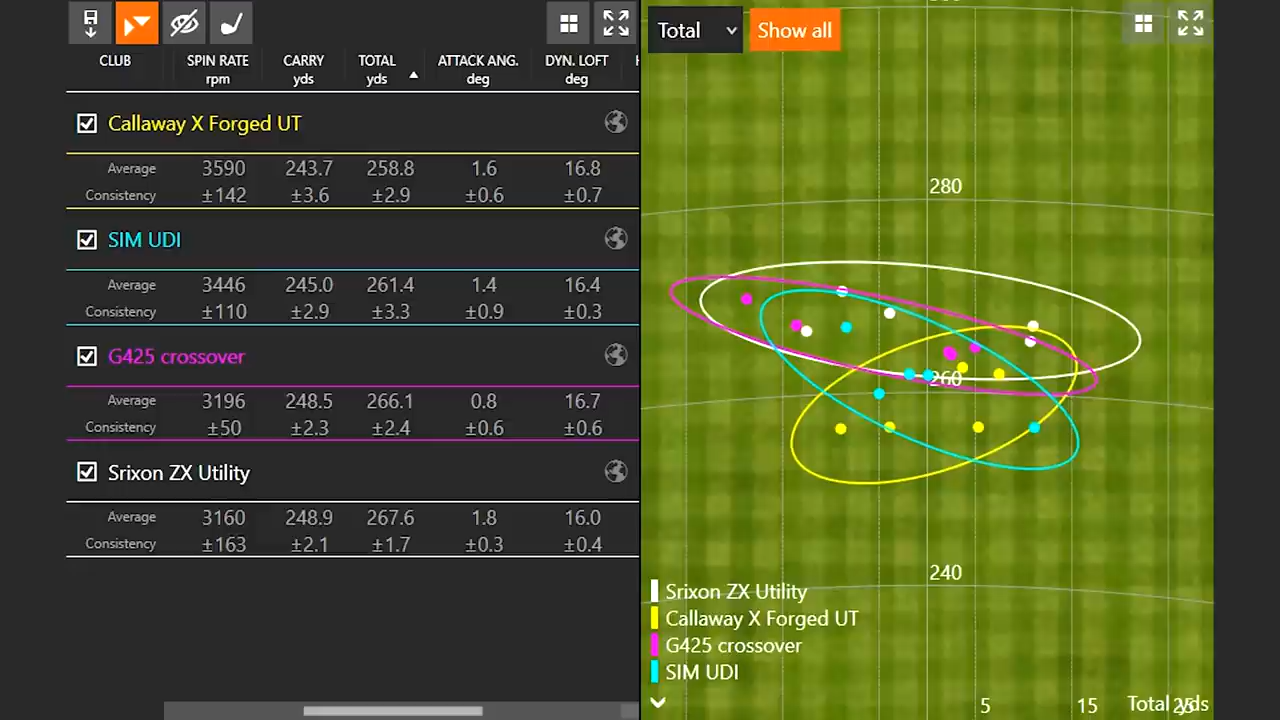 CLUB SPIN RATE rpm CARRY yds TOTAL yds ATTACK ANG. deg DYN. LOFT deg
Callaway X Forged UT
Average 3590 243.7 258.8 1.6 16.8
Consistency ±142 ±3.6 ±2.9 ±0.6 ±0.7
SIM UDI
Average 3446 245.0 261.4 1.4 16.4
Consistency ±110 ±2.9 ±3.3 ±0.9 ±0.3
G425 crossover
Average 3196 248.5 266.1 0.8 16.7
Consistency ±50 ±2.3 ±2.4 ±0.6 ±0.6
Srixon ZX Utility
Average 3160 248.9 267.6 1.8 16.0
Consistency ±163 ±2.1 ±1.7 ±0.3 ±0.4
Total Show all
280
260
240
Srixon ZX Utility
Callaway X Forged UT
G425 crossover
SIM UDI
5 15 25 Total yds